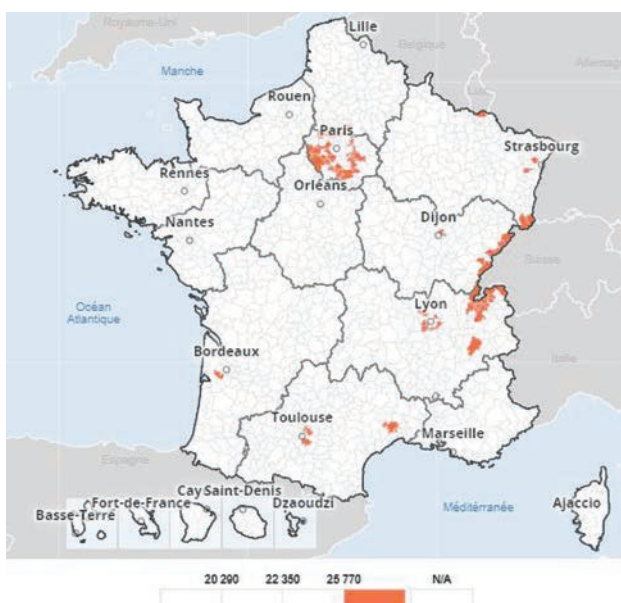 Royaume-Uni
Lille
Belgique
Allemagn
Manche
Lux.
Rouen
Paris
Strasbourg
Rennes
Orléans
Nantes
Dijon
Suisse
Océan
Atlantique
Lyon
Bordeaux
Italie
Toulouse
Marseille
Espagne
Cay Saint-Denis Dzaoudzi
Fort-de-France
Basse-Terre
Méditérranée
Ajaccio
20 290 22 350 25 770 N/A